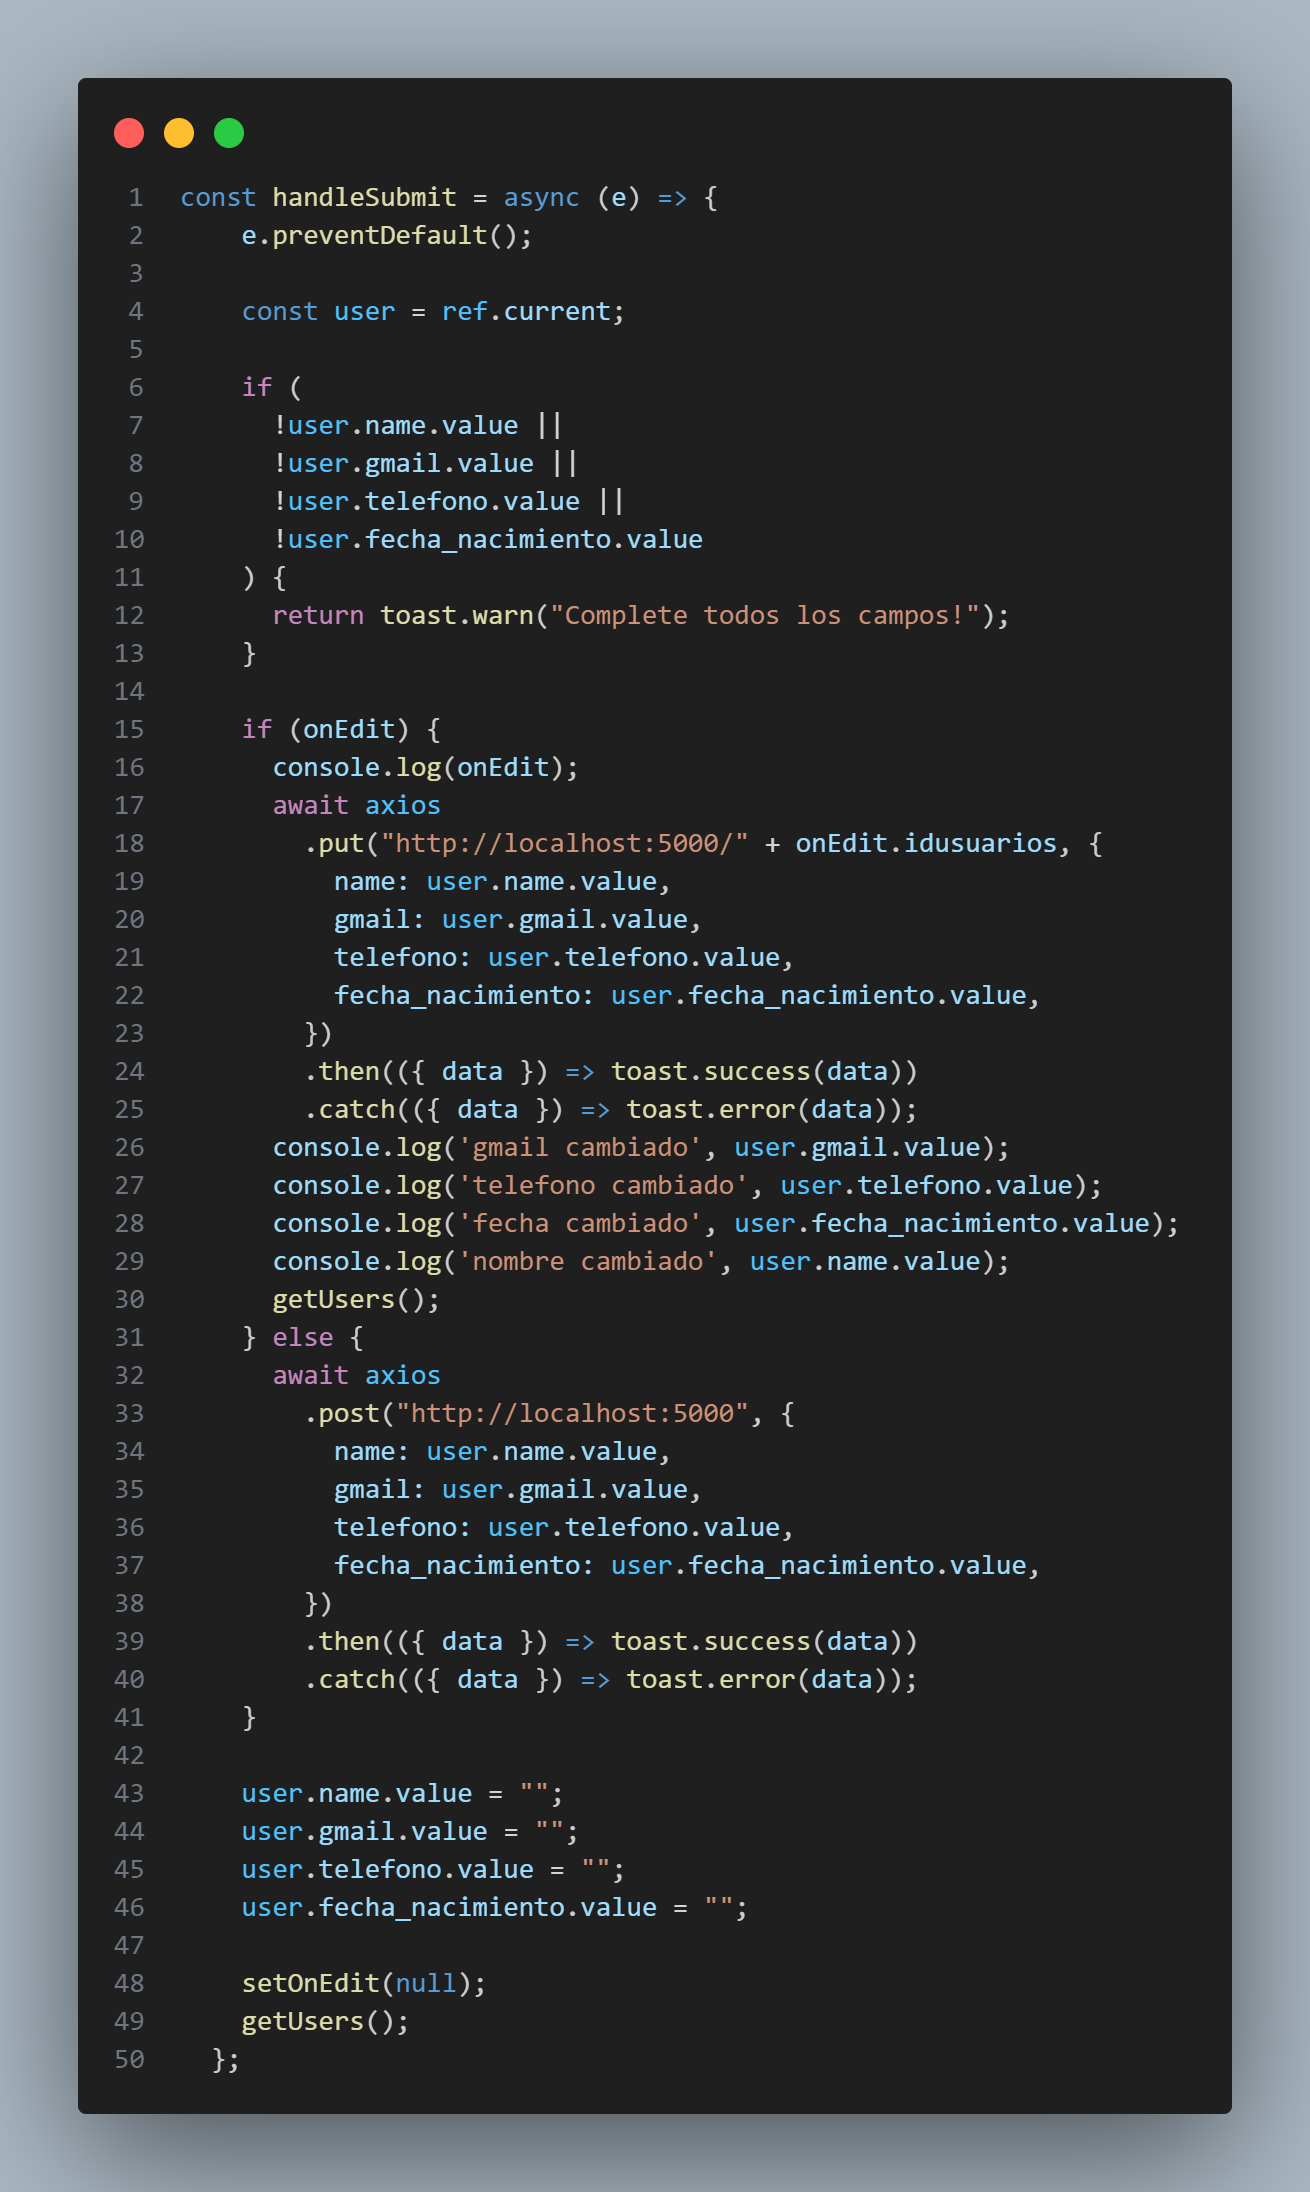 1 const handleSubmit = async (e) => {
2 e.preventDefault();
3
4 const user = ref.current;
5
6 if (
7 !user.name.value ||
8 !user.gmail.value ||
9 !user.telefono.value ||
10 !user.fecha_nacimiento.value
11 ) {
12 return toast.warn("Complete todos los campos!");
13 }
14
15 if (onEdit) {
16 console.log(onEdit);
17 await axios
18 .put("http://localhost:5000/" + onEdit.idusuarios, {
19 name: user.name.value,
20 gmail: user.gmail.value,
21 telefono: user.telefono.value,
22 fecha_nacimiento: user.fecha_nacimiento.value,
23 })
24 .then(({ data }) => toast.success(data))
25 .catch(({ data }) => toast.error(data));
26 console.log('gmail cambiado', user.gmail.value);
27 console.log('telefono cambiado', user.telefono.value);
28 console.log('fecha cambiado', user.fecha_nacimiento.value);
29 console.log('nombre cambiado', user.name.value);
30 getUsers();
31 } else {
32 await axios
33 .post("http://localhost:5000", {
34 name: user.name.value,
35 gmail: user.gmail.value,
36 telefono: user.telefono.value,
37 fecha_nacimiento: user.fecha_nacimiento.value,
38 })
39 .then(({ data }) => toast.success(data))
40 .catch(({ data }) => toast.error(data));
41 }
42
43 user.name.value = "";
44 user.gmail.value = "";
45 user.telefono.value = "";
46 user.fecha_nacimiento.value = "";
47
48 setOnEdit(null);
49 getUsers();
50 };